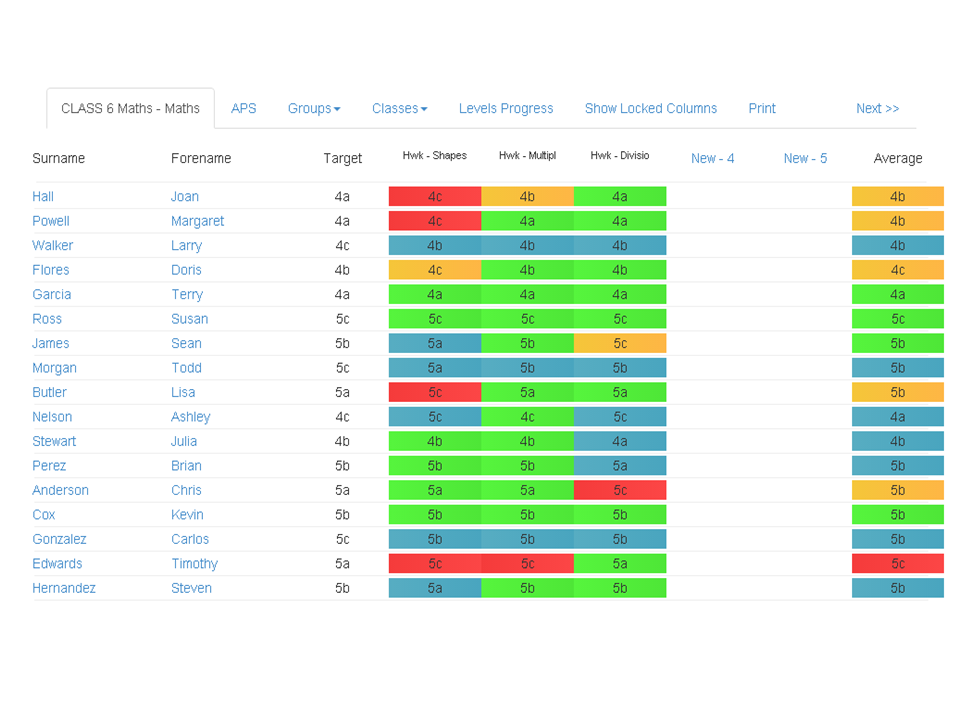 CLASS 6 Maths - Maths APS Groups Classes Levels Progress Show Locked Columns Print Next >>
Surname Forename Target Hwk - Shapes Hwk - Multipl Hwk - Divisio New - 4 New - 5 Average
Hall Joan 4a 4c 4b 4a 4b
Powell Margaret 4a 4c 4a 4a 4b
Walker Larry 4c 4b 4b 4b 4b
Flores Doris 4b 4c 4b 4b 4c
Garcia Terry 4a 4a 4a 4a 4a
Ross Susan 5c 5c 5c 5c 5c
James Sean 5b 5a 5b 5c 5b
Morgan Todd 5c 5a 5b 5b 5b
Butler Lisa 5a 5c 5a 5a 5b
Nelson Ashley 4c 5c 4c 5c 4a
Stewart Julia 4b 4b 4b 4a 4b
Perez Brian 5b 5b 5b 5a 5b
Anderson Chris 5a 5a 5a 5c 5b
Cox Kevin 5b 5b 5b 5b 5b
Gonzalez Carlos 5c 5b 5b 5b 5b
Edwards Timothy 5a 5c 5c 5a 5c
Hernandez Steven 5b 5a 5b 5b 5b